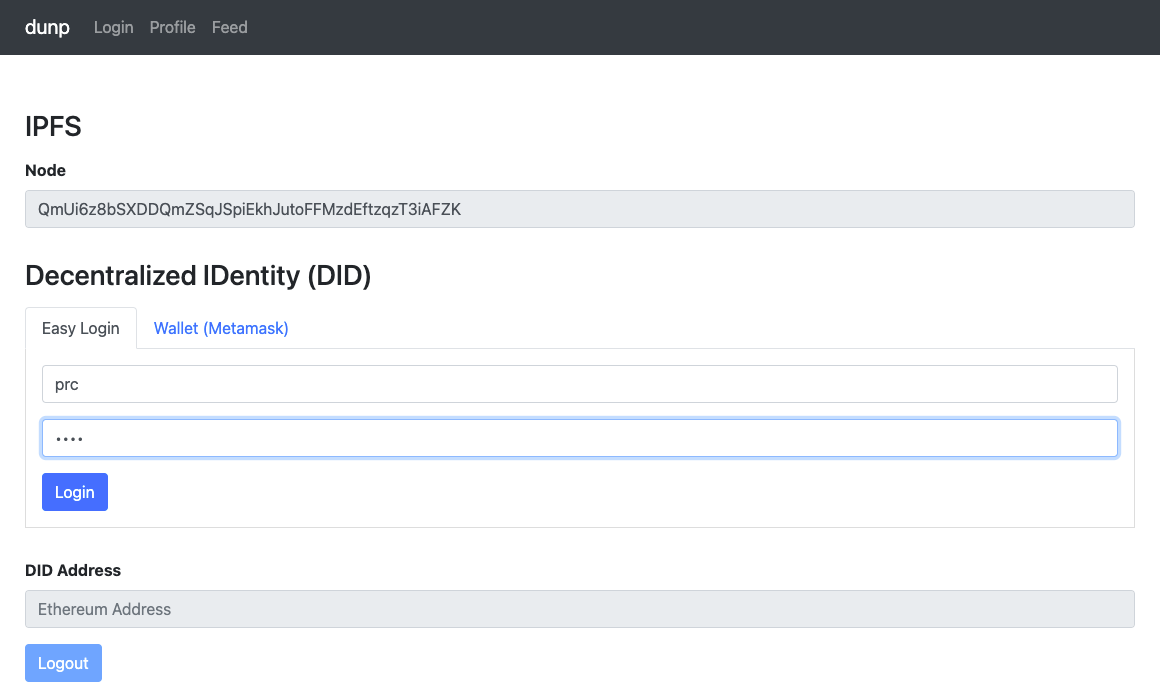 dunp Login Profile Feed
IPFS
Node
QmUi6z8bSXDDQmZSqJSpiEkhJutoFFMzdEftzqzT3iAFZK
Decentralized IDentity (DID)
Easy Login Wallet (Metamask)
prc
••••
Login
DID Address
Ethereum Address
Logout